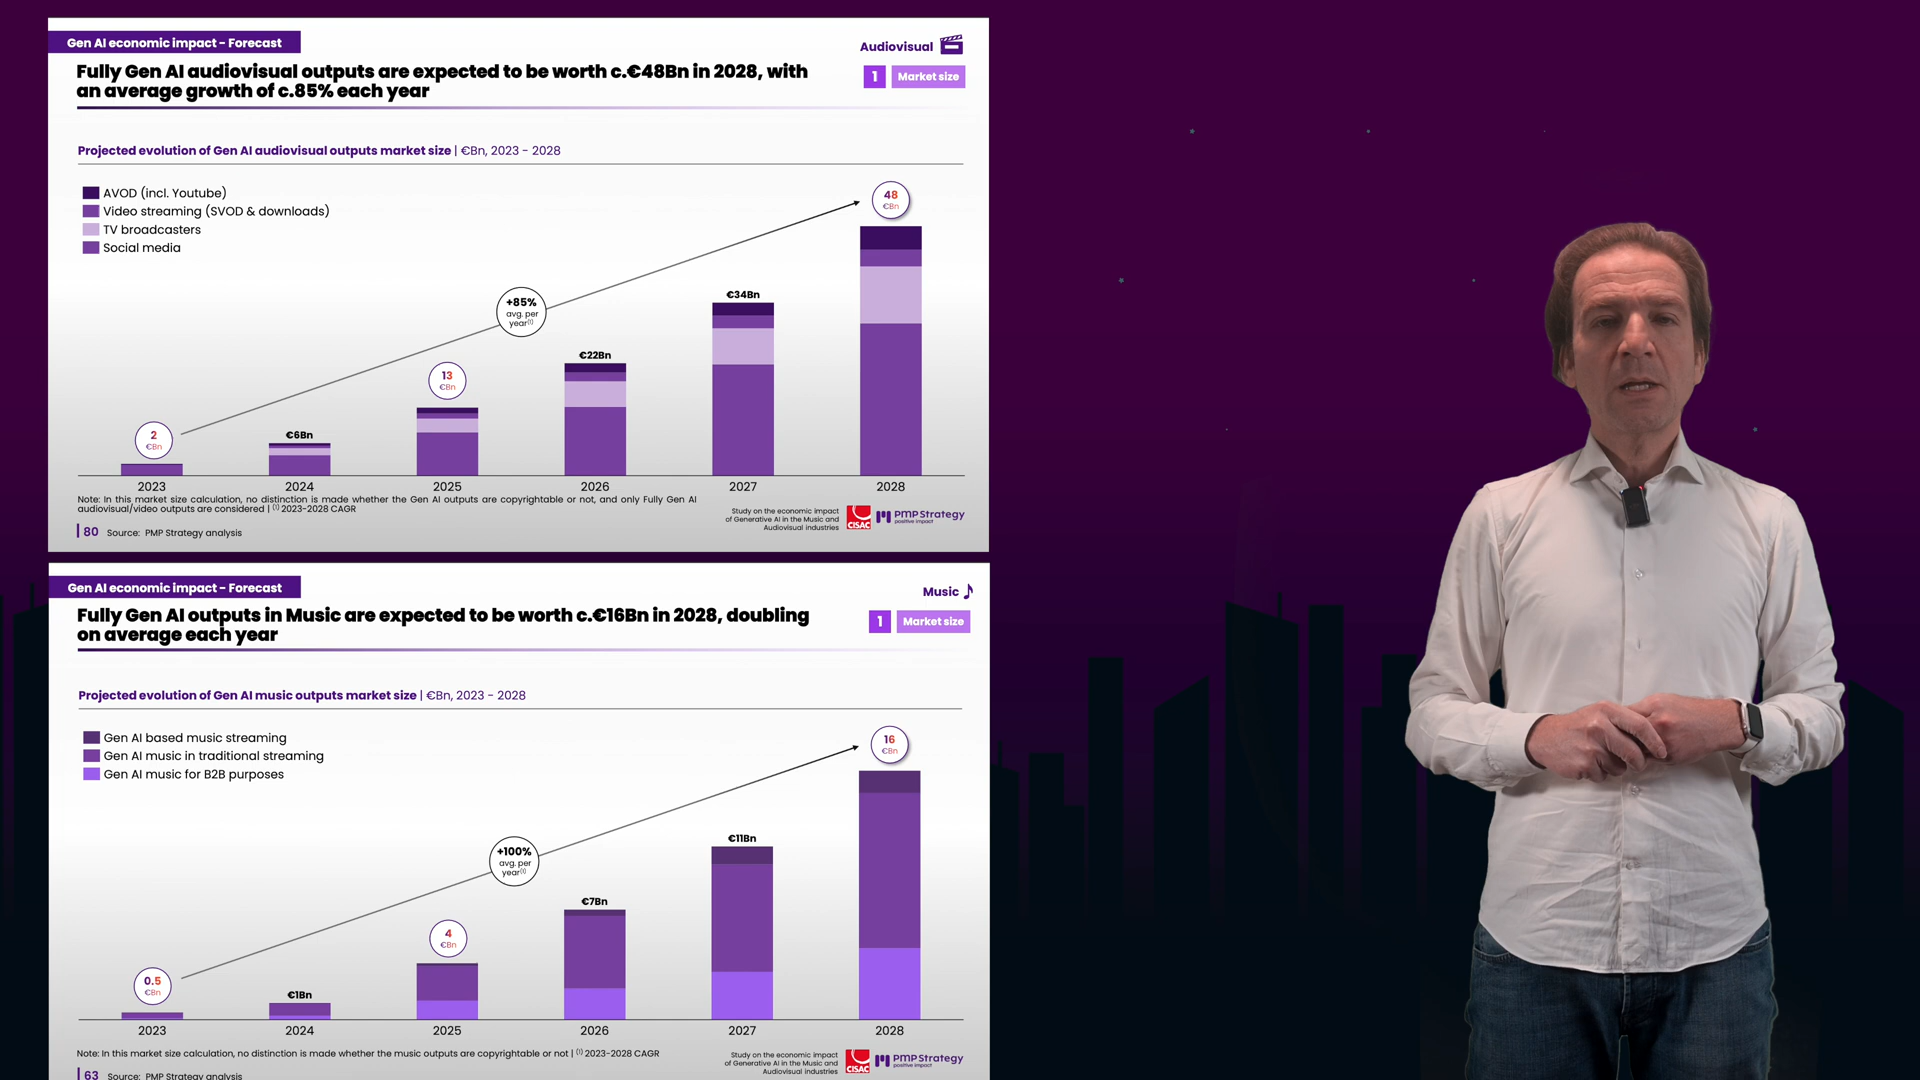 Gen AI economic impact - Forecast
Audiovisual
Fully Gen AI audiovisual outputs are expected to be worth c.€48Bn in 2028, with
an average growth of c.85% each year
1 Market size
Projected evolution of Gen AI audiovisual outputs market size | €Bn, 2023 - 2028
AVOD (incl. Youtube)
Video streaming (SVOD & downloads)
TV broadcasters
Social media
48
€Bn
+85%
avg. per
year(1)
€34Bn
€22Bn
13
€Bn
2
€Bn
€6Bn
2023 2024 2025 2026 2027 2028
Note: In this market size calculation, no distinction is made whether the Gen AI outputs are copyrightable or not, and only Fully Gen AI
audiovisual/video outputs are considered | (1) 2023-2028 CAGR
Study on the economic impact
of Generative AI in the Music and
Audiovisual industries
CISAC
PMP Strategy
positive impact
80 Source: PMP Strategy analysis
Gen AI economic impact - Forecast
Music
Fully Gen AI outputs in Music are expected to be worth c.€16Bn in 2028, doubling
on average each year
1 Market size
Projected evolution of Gen AI music outputs market size | €Bn, 2023 - 2028
Gen AI based music streaming
Gen AI music in traditional streaming
Gen AI music for B2B purposes
16
€Bn
+100%
avg. per
year(1)
€11Bn
€7Bn
4
€Bn
0.5
€Bn
€1Bn
2023 2024 2025 2026 2027 2028
Note: In this market size calculation, no distinction is made whether the music outputs are copyrightable or not | (1) 2023-2028 CAGR
Study on the economic impact
of Generative AI in the Music and
Audiovisual industries
CISAC
PMP Strategy
positive impact
63 Source: PMP Strategy analysis